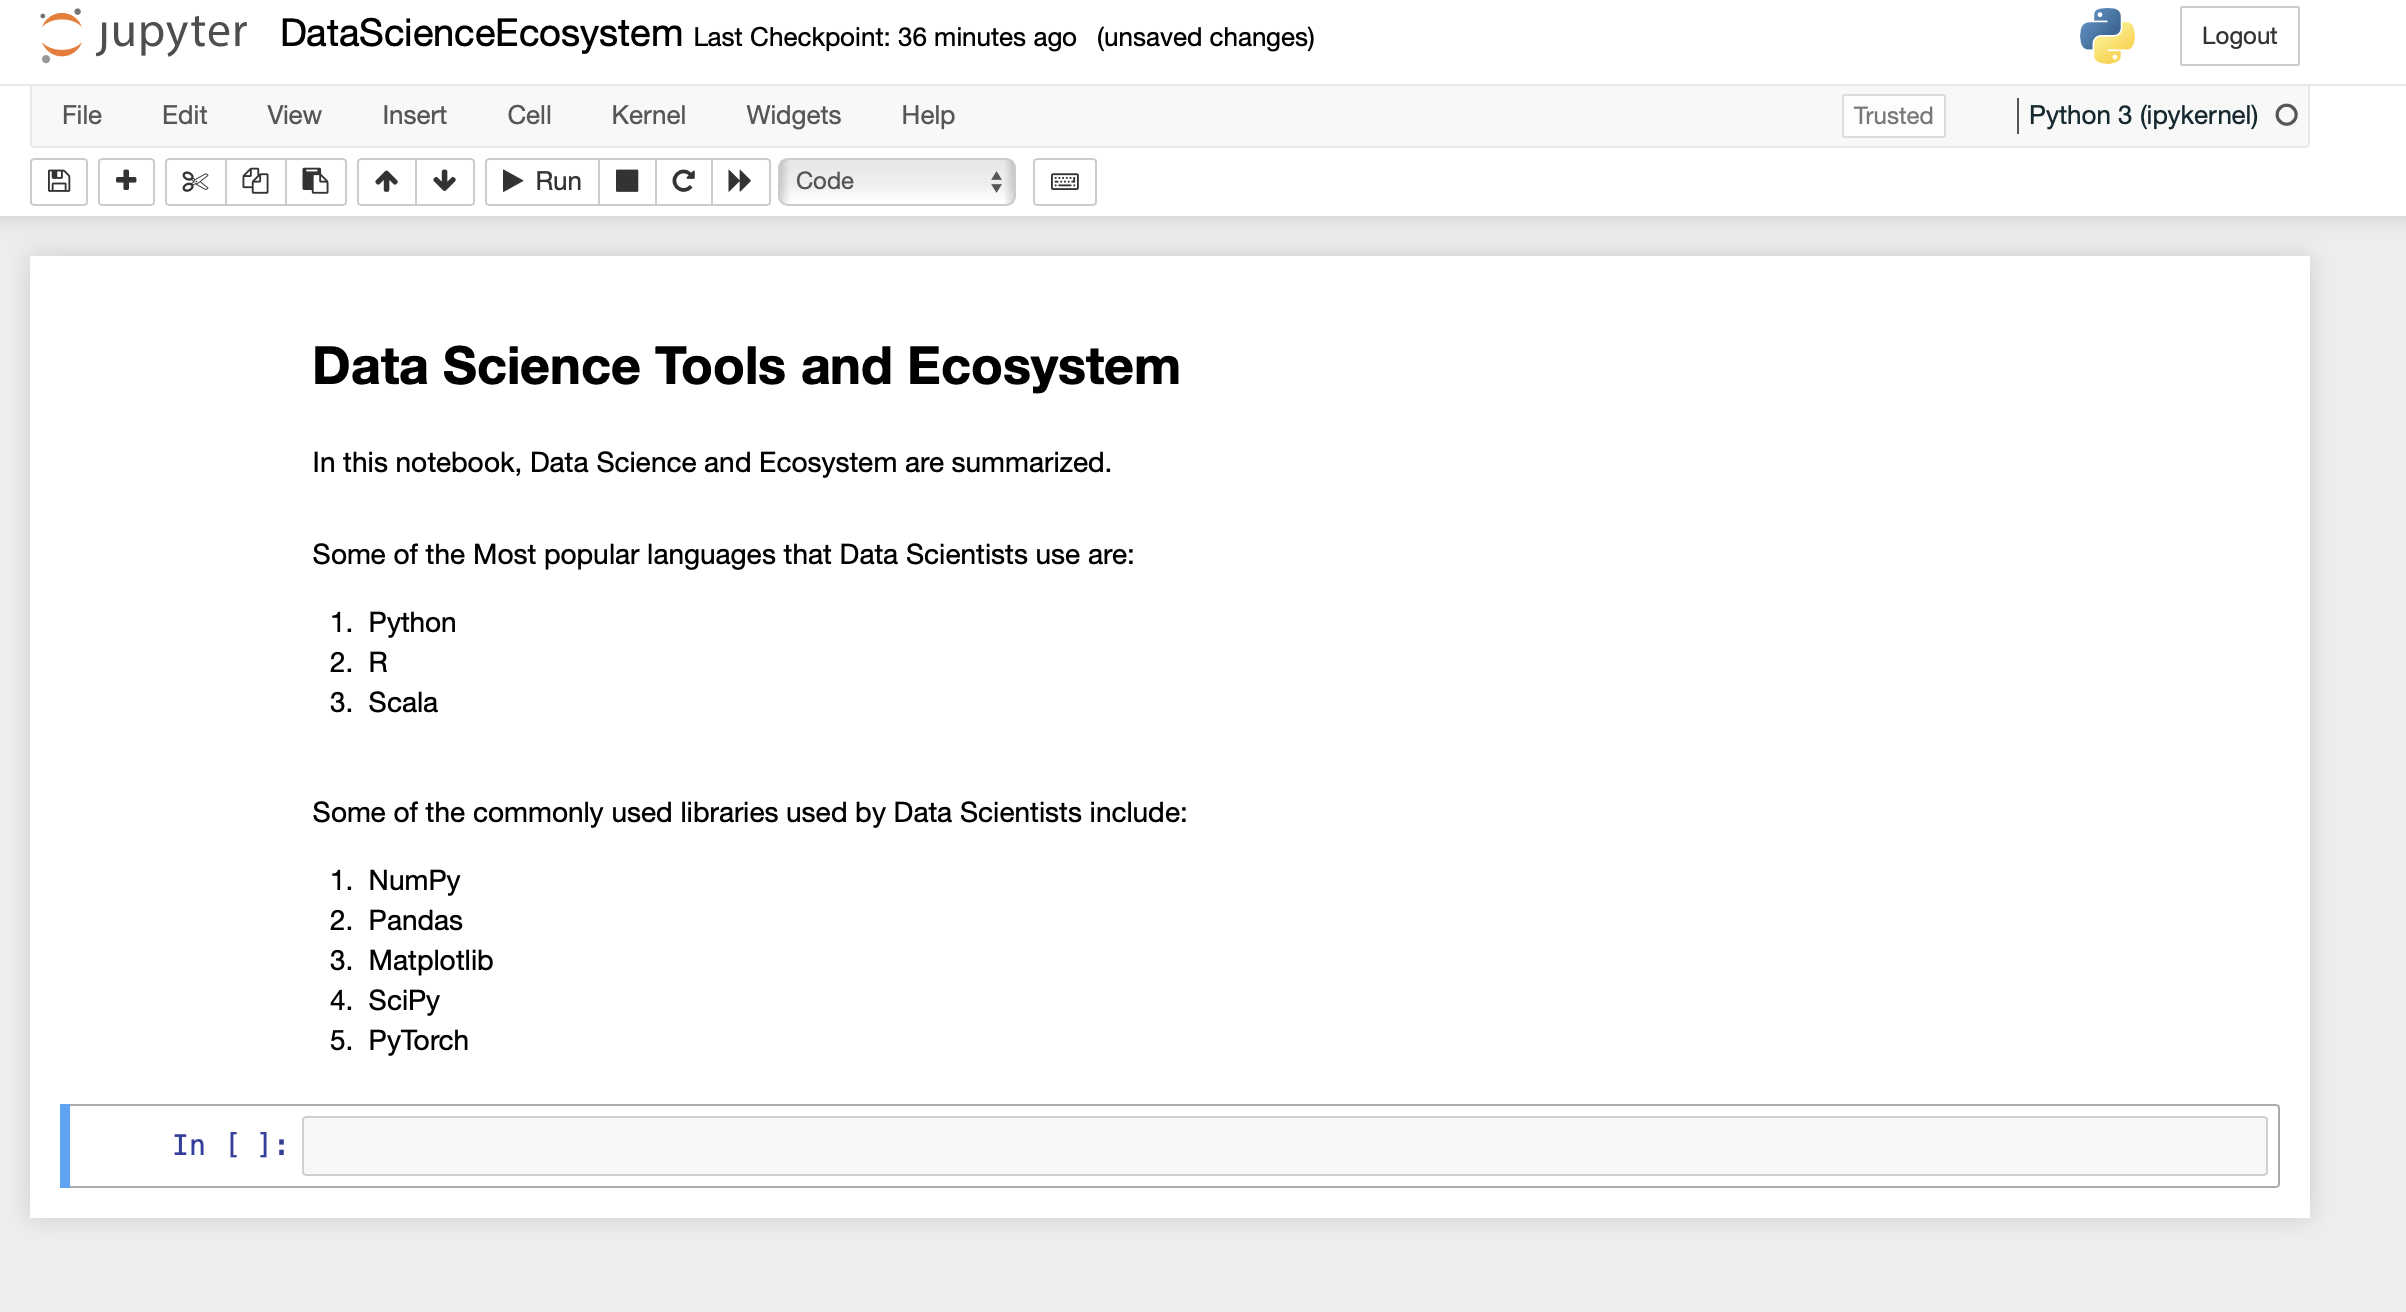 jupyter DataScienceEcosystem Last Checkpoint: 36 minutes ago (unsaved changes) Logout
File Edit View Insert Cell Kernel Widgets Help Trusted Python 3 (ipykernel)
Run Code
Data Science Tools and Ecosystem
In this notebook, Data Science and Ecosystem are summarized.
Some of the Most popular languages that Data Scientists use are:
1. Python
2. R
3. Scala
Some of the commonly used libraries used by Data Scientists include:
1. NumPy
2. Pandas
3. Matplotlib
4. SciPy
5. PyTorch
In [ ]: